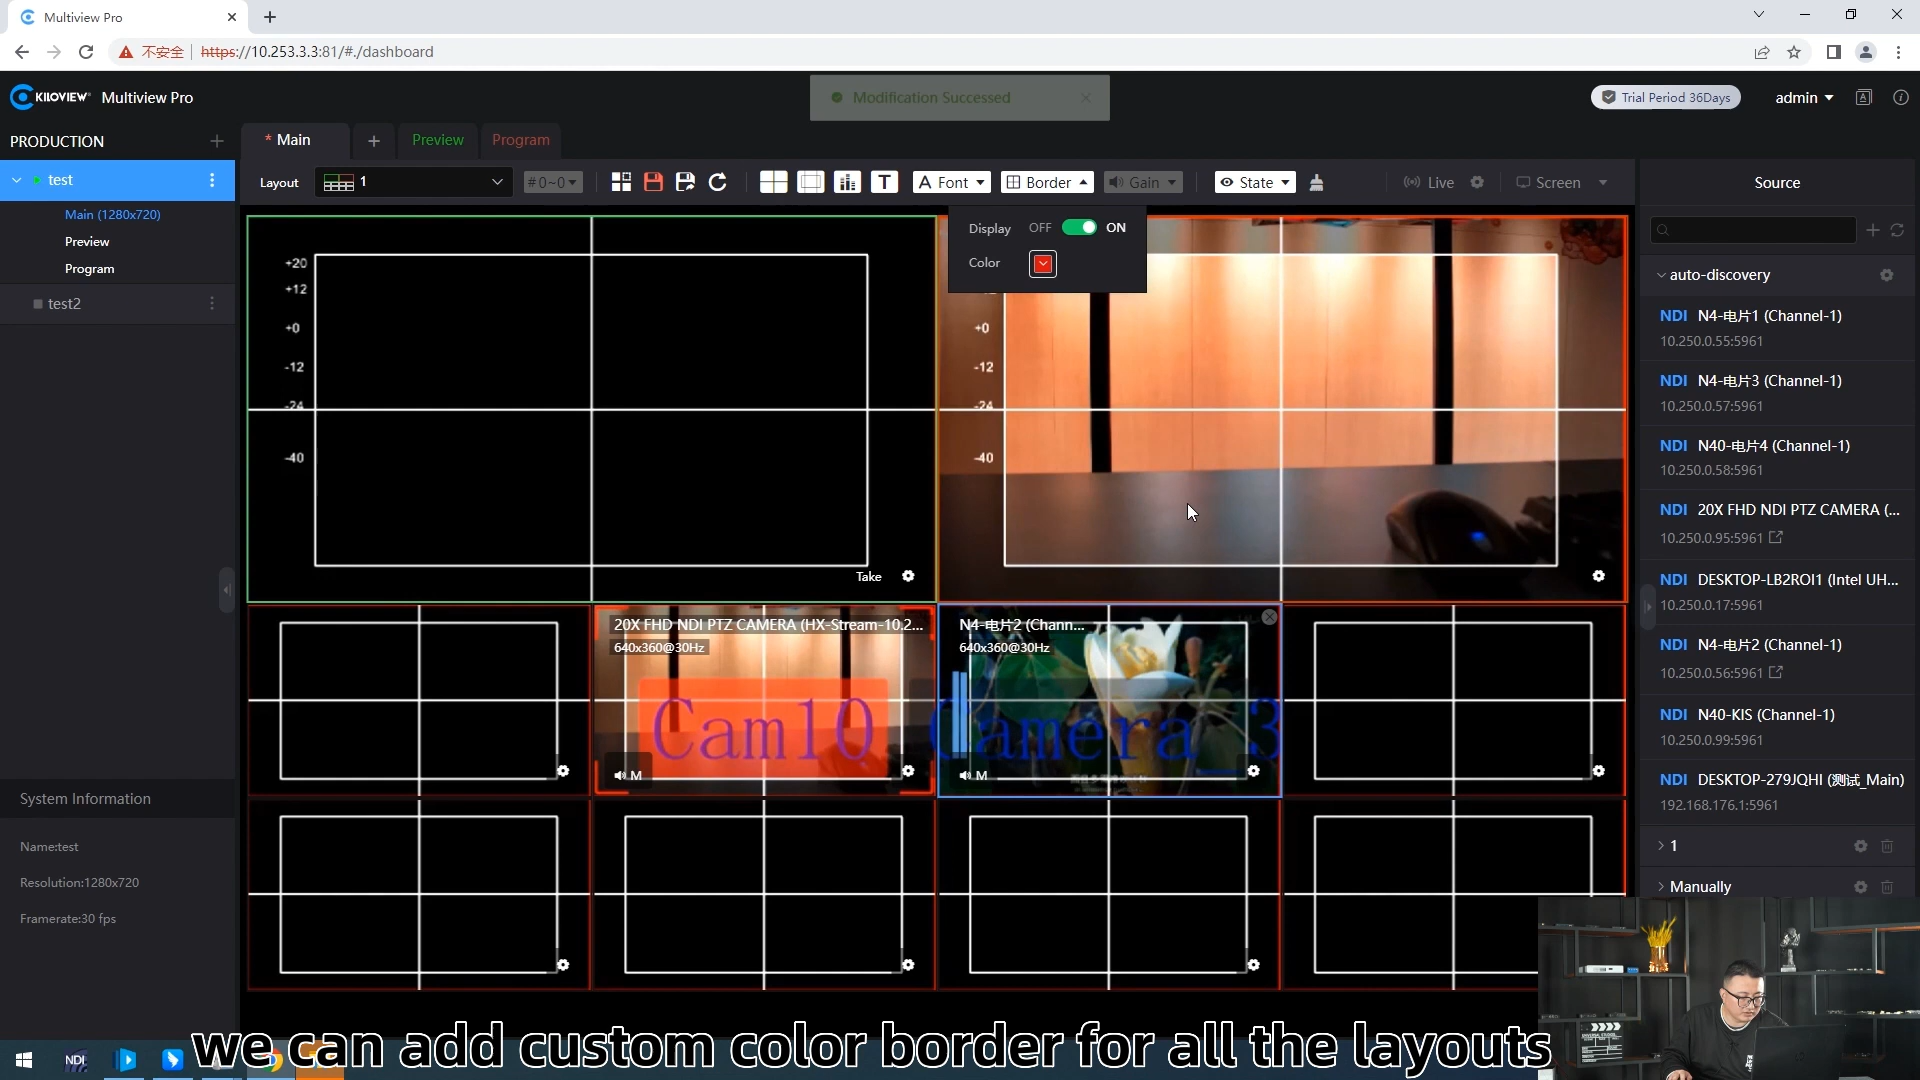 Multiview Pro
不安全 https://10.253.3.3:81/#./dashboard
KILOVIEW Multiview Pro
Modification Successed
Trial Period 36Days
admin
PRODUCTION
* Main
Preview
Program
test
Main (1280x720)
Preview
Program
test2
Layout
1
#0~0
T
A Font
Border
Gain
State
Live
Screen
Source
Display OFF ON
Color
+20
+12
+0
-12
-24
-40
Take
+0
-12
-24
-40
20X FHD NDI PTZ CAMERA (HX-Stream-10.2...
640x360@30Hz
Cam10
M
N4-电片2 (Chann...
640x360@30Hz
Camera 3
M
auto-discovery
NDI N4-电片1 (Channel-1)
10.250.0.55:5961
NDI N4-电片3 (Channel-1)
10.250.0.57:5961
NDI N40-电片4 (Channel-1)
10.250.0.58:5961
NDI 20X FHD NDI PTZ CAMERA (...
10.250.0.95:5961
NDI DESKTOP-LB2ROI1 (Intel UH...
10.250.0.17:5961
NDI N4-电片2 (Channel-1)
10.250.0.56:5961
NDI N40-KIS (Channel-1)
10.250.0.99:5961
NDI DESKTOP-279JQHI (测试_Main)
192.168.176.1:5961
1
Manually
System Information
Name:test
Resolution:1280x720
Framerate:30 fps
NDI
we can add custom color border for all the layouts